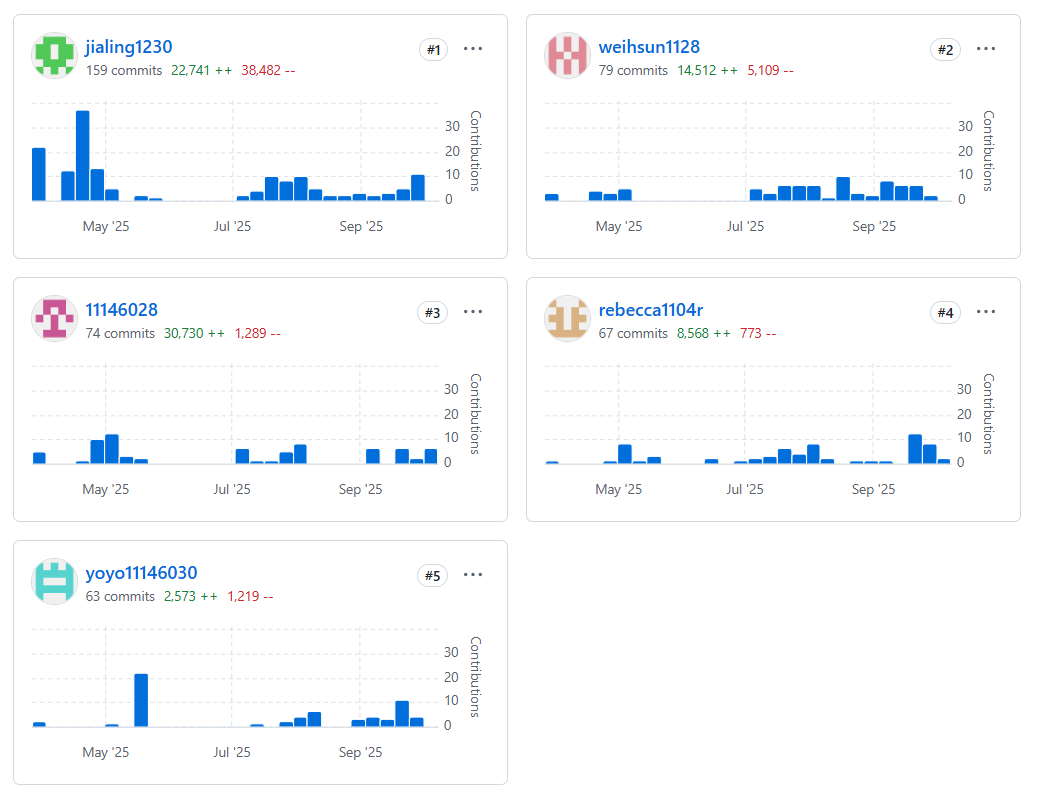 jialing1230 #1 ...
159 commits 22,741 ++ 38,482 --
Contributions
30
20
10
0
May '25 Jul '25 Sep '25
weihsun1128 #2 ...
79 commits 14,512 ++ 5,109 --
Contributions
30
20
10
0
May '25 Jul '25 Sep '25
11146028 #3 ...
74 commits 30,730 ++ 1,289 --
Contributions
30
20
10
0
May '25 Jul '25 Sep '25
rebecca1104r #4 ...
67 commits 8,568 ++ 773 --
Contributions
30
20
10
0
May '25 Jul '25 Sep '25
yoyo11146030 #5 ...
63 commits 2,573 ++ 1,219 --
Contributions
30
20
10
0
May '25 Jul '25 Sep '25